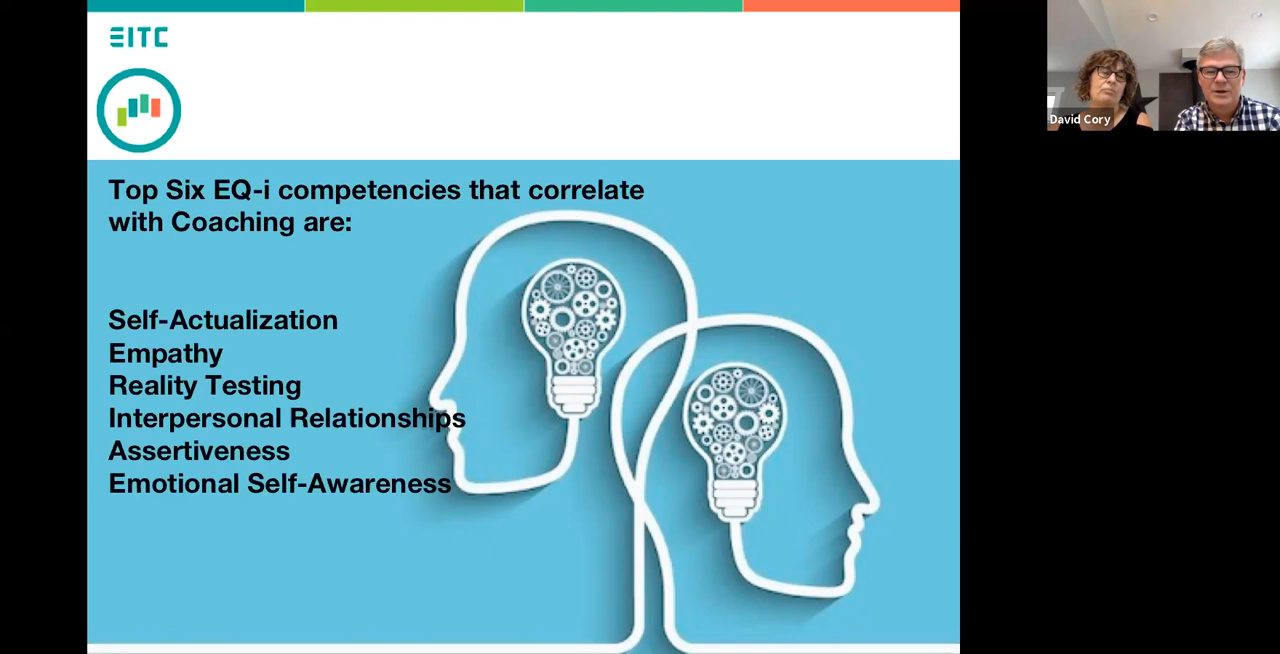 EITC
David Cory
Top Six EQ-i competencies that correlate
with Coaching are:
Self-Actualization
Empathy
Reality Testing
Interpersonal Relationships
Assertiveness
Emotional Self-Awareness